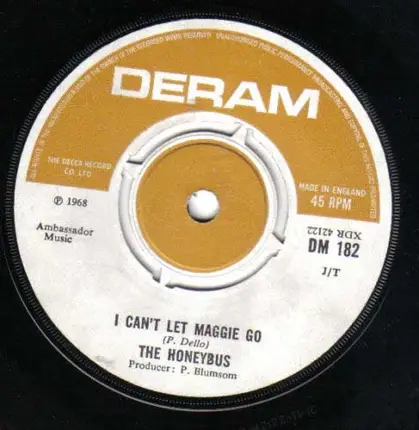 DERAM
THE DECCA RECORD
CO. LTD.
℗ 1968
Ambassador
Music
MADE IN ENGLAND
45 RPM
XDR 42122
DM 182
J/T
I CAN'T LET MAGGIE GO
(P. Dello)
THE HONEYBUS
Producer : P. Blumsom